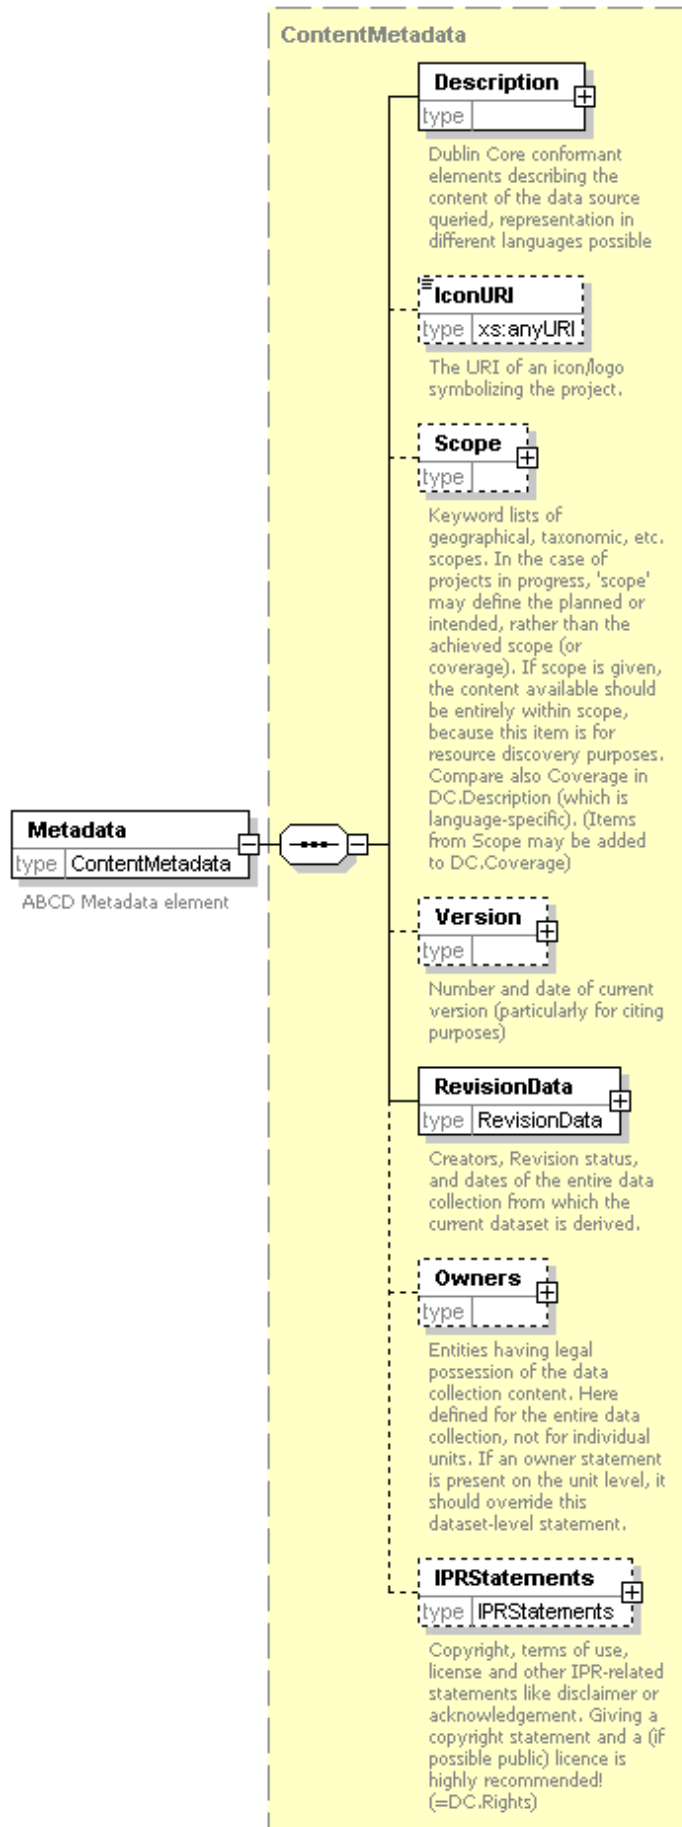 ContentMetadata
Description
type
Dublin Core conformant
elements describing the
content of the data source
queried, representation in
different languages possible
IconURI
type xs:anyURI
The URI of an icon/logo
symbolizing the project.
Scope
type
Keyword lists of
geographical, taxonomic, etc.
scopes. In the case of
projects in progress, 'scope'
may define the planned or
intended, rather than the
achieved scope (or
coverage). If scope is given,
the content available should
be entirely within scope,
because this item is for
resource discovery purposes.
Compare also Coverage in
DC.Description (which is
language-specific). (Items
from Scope may be added
to DC.Coverage)
Metadata
type ContentMetadata
ABCD Metadata element
Version
type
Number and date of current
version (particularly for citing
purposes)
RevisionData
type RevisionData
Creators, Revision status,
and dates of the entire data
collection from which the
current dataset is derived.
Owners
type
Entities having legal
possession of the data
collection content. Here
defined for the entire data
collection, not for individual
units. If an owner statement
is present on the unit level, it
should override this
dataset-level statement.
IPRStatements
type IPRStatements
Copyright, terms of use,
license and other IPR-related
statements like disclaimer or
acknowledgement. Giving a
copyright statement and a (if
possible public) licence is
highly recommended!
(=DC.Rights)